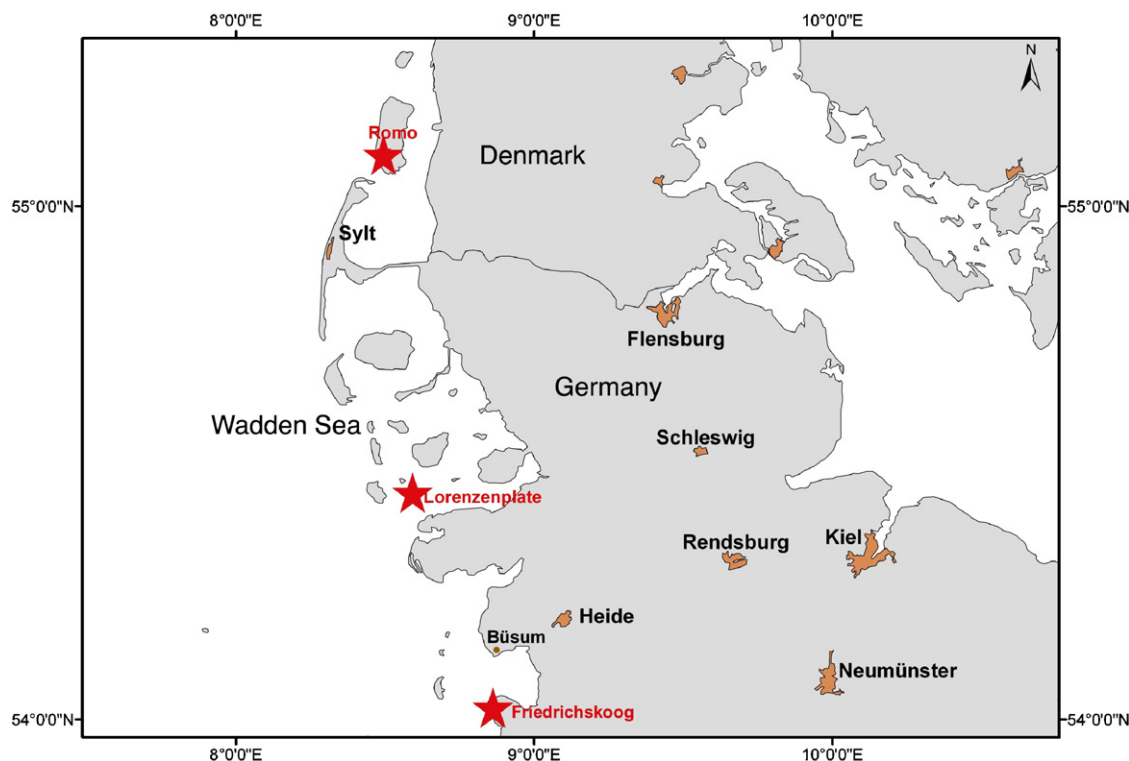 8°0'0"E 9°0'0"E 10°0'0"E
N
Romo
Denmark
55°0'0"N 55°0'0"N
Sylt
Flensburg
Germany
Wadden Sea
Schleswig
Lorenzenplate
Rendsburg
Kiel
Heide
Büsum
Neumünster
Friedrichskoog
54°0'0"N 54°0'0"N
8°0'0"E 9°0'0"E 10°0'0"E